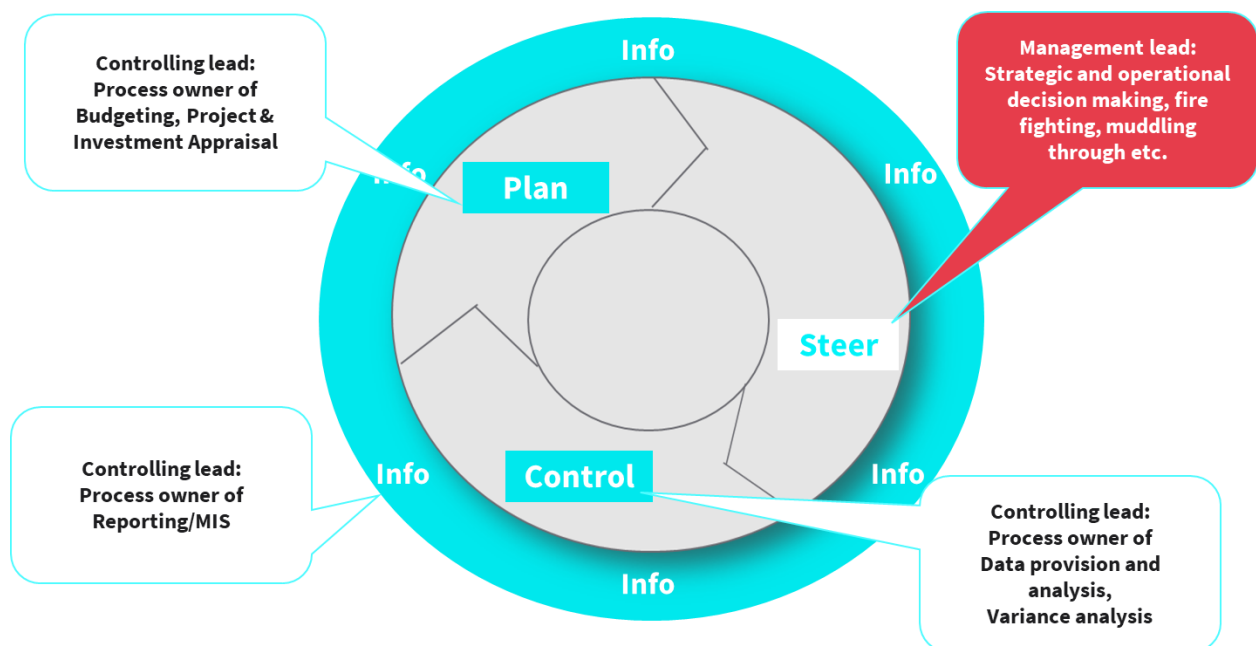 Controlling lead:
Process owner of
Budgeting, Project &
Investment Appraisal
Info
Management lead:
Strategic and operational
decision making, fire
fighting, muddling
through etc.
Info
Info
Plan
Steer
Controlling lead:
Process owner of
Reporting/MIS
Info
Control
Info
Controlling lead:
Process owner of
Data provision and
analysis,
Variance analysis
Info